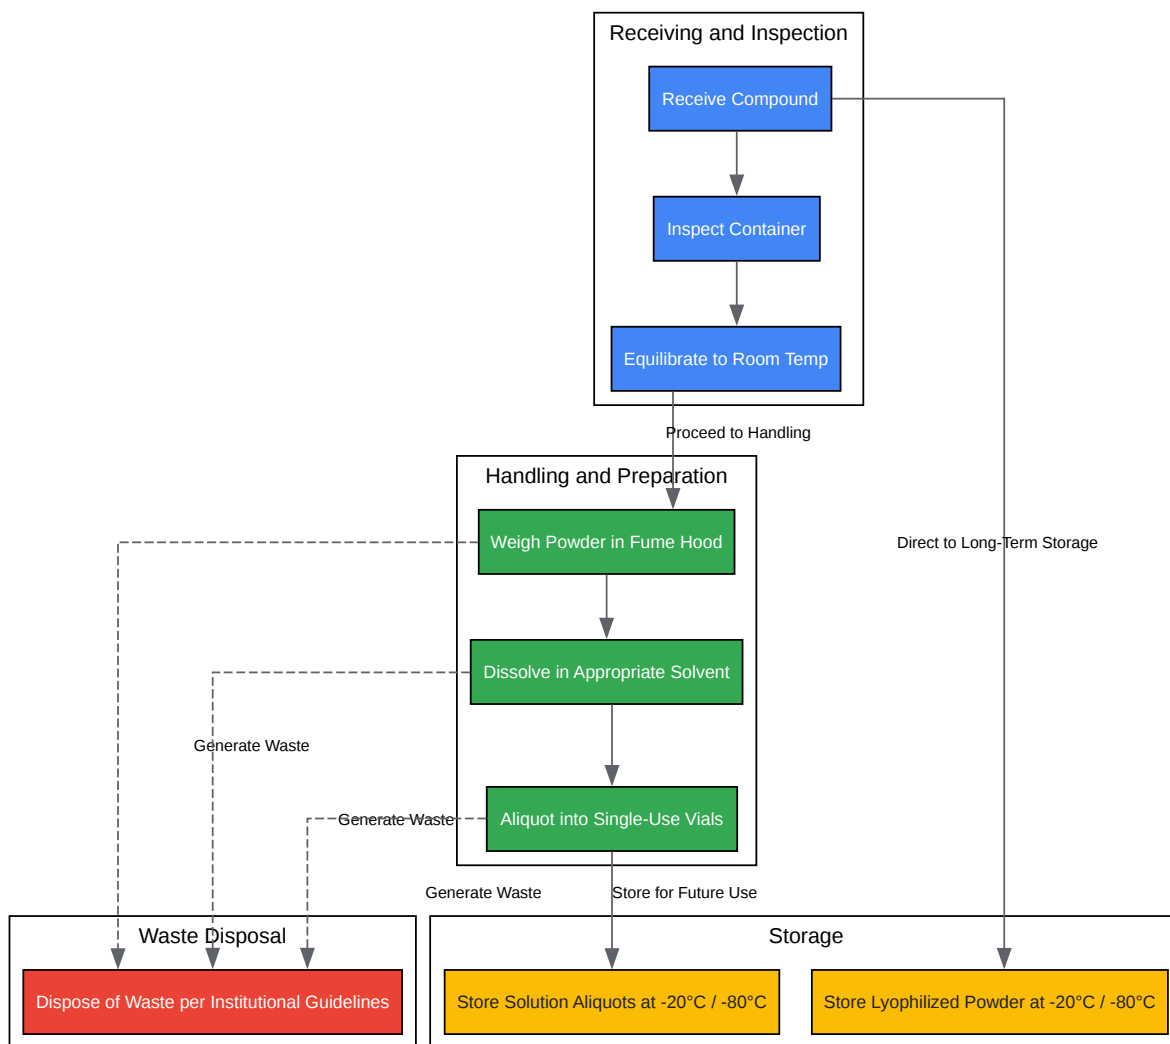 Receiving and Inspection
Receive Compound
Inspect Container
Equilibrate to Room Temp
Proceed to Handling
Handling and Preparation
Weigh Powder in Fume Hood
Direct to Long-Term Storage
Dissolve in Appropriate Solvent
Generate Waste
Generate Waste
Aliquot into Single-Use Vials
Generate Waste
Store for Future Use
Waste Disposal
Storage
Dispose of Waste per Institutional Guidelines
Store Solution Aliquots at -20°C / -80°C
Store Lyophilized Powder at -20°C / -80°C